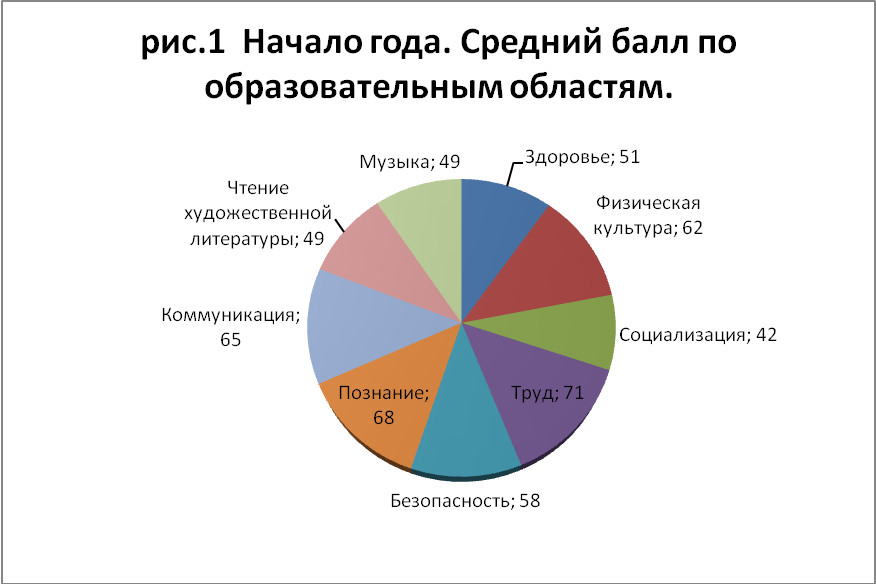 рис.1 Начало года. Средний балл по
образовательным областям.
Музыка; 49
Здоровье; 51
Чтение
художественной
литературы; 49
Физическая
культура; 62
Коммуникация;
65
Социализация; 42
Познание;
68
Труд; 71
Безопасность; 58